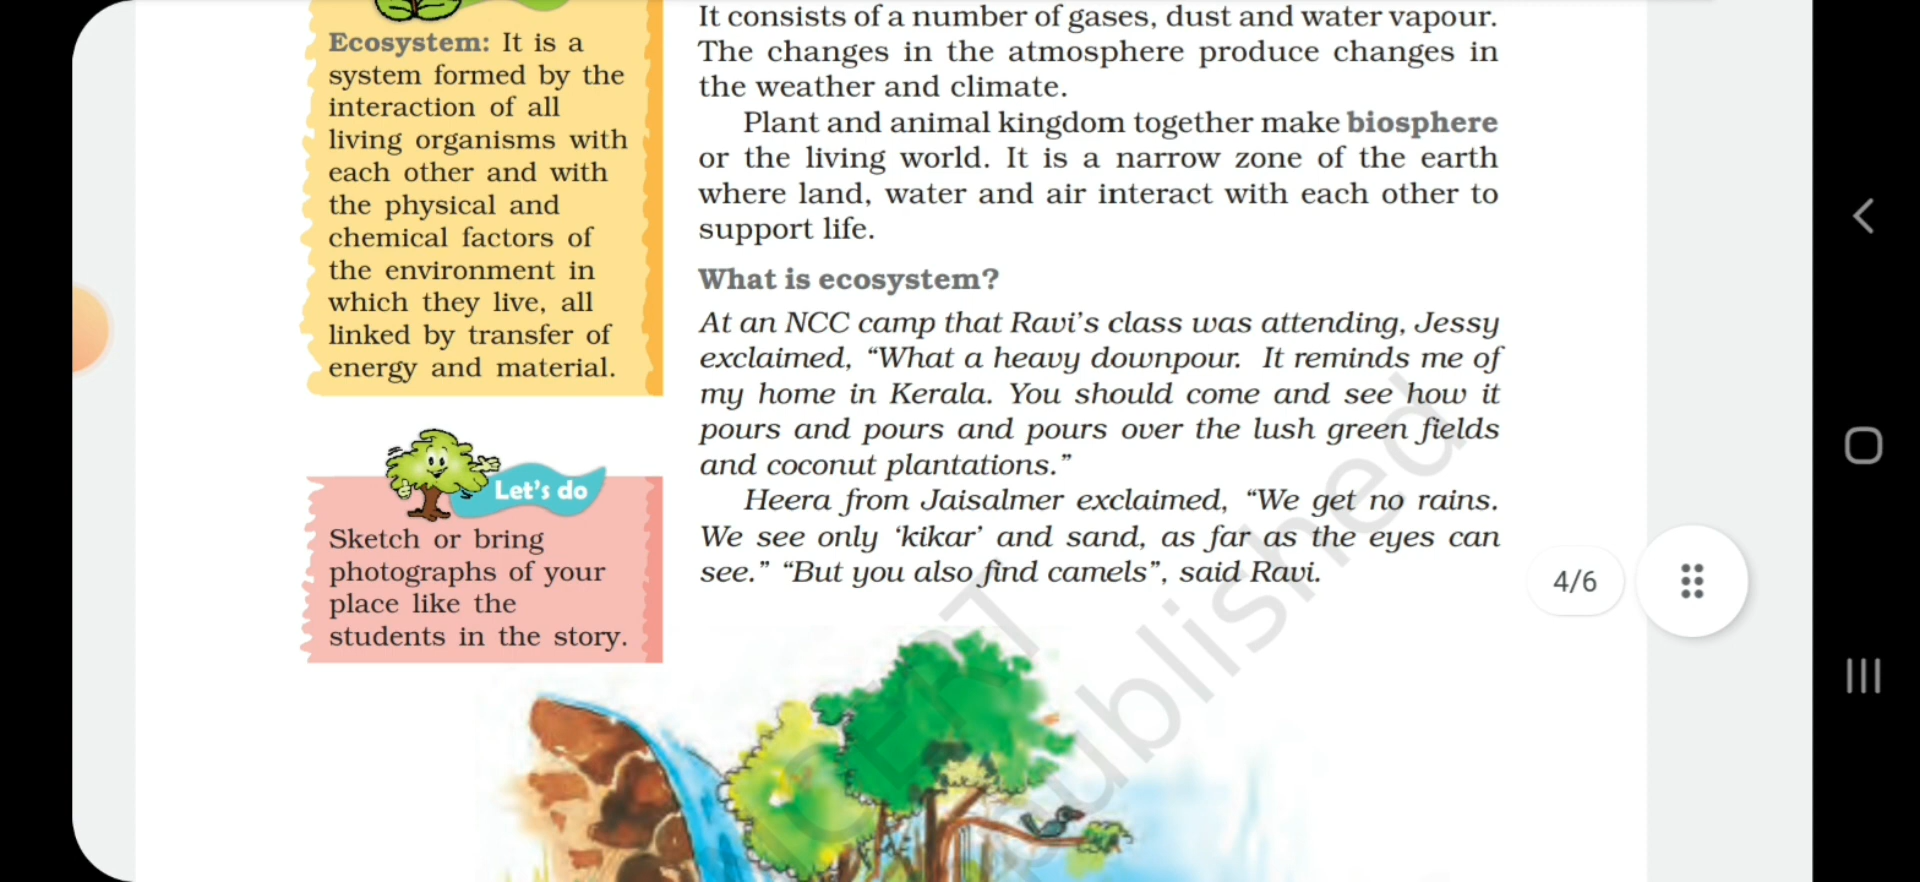 Ecosystem: It is a
system formed by the
interaction of all
living organisms with
each other and with
the physical and
chemical factors of
the environment in
which they live, all
linked by transfer of
energy and material.
Let's do
Sketch or bring
photographs of your
place like the
students in the story.
It consists of a number of gases, dust and water vapour.
The changes in the atmosphere produce changes in
the weather and climate.
Plant and animal kingdom together make biosphere
or the living world. It is a narrow zone of the earth
where land, water and air interact with each other to
support life.
What is ecosystem?
At an NCC camp that Ravi's class was attending, Jessy
exclaimed, “What a heavy downpour. It reminds me of
my home in Kerala. You should come and see how it
pours and pours and pours over the lush green fields
and coconut plantations.”
Heera from Jaisalmer exclaimed, “We get no rains.
We see only ‘kikar’ and sand, as far as the eyes can
see.” “But you also find camels”, said Ravi.
4/6